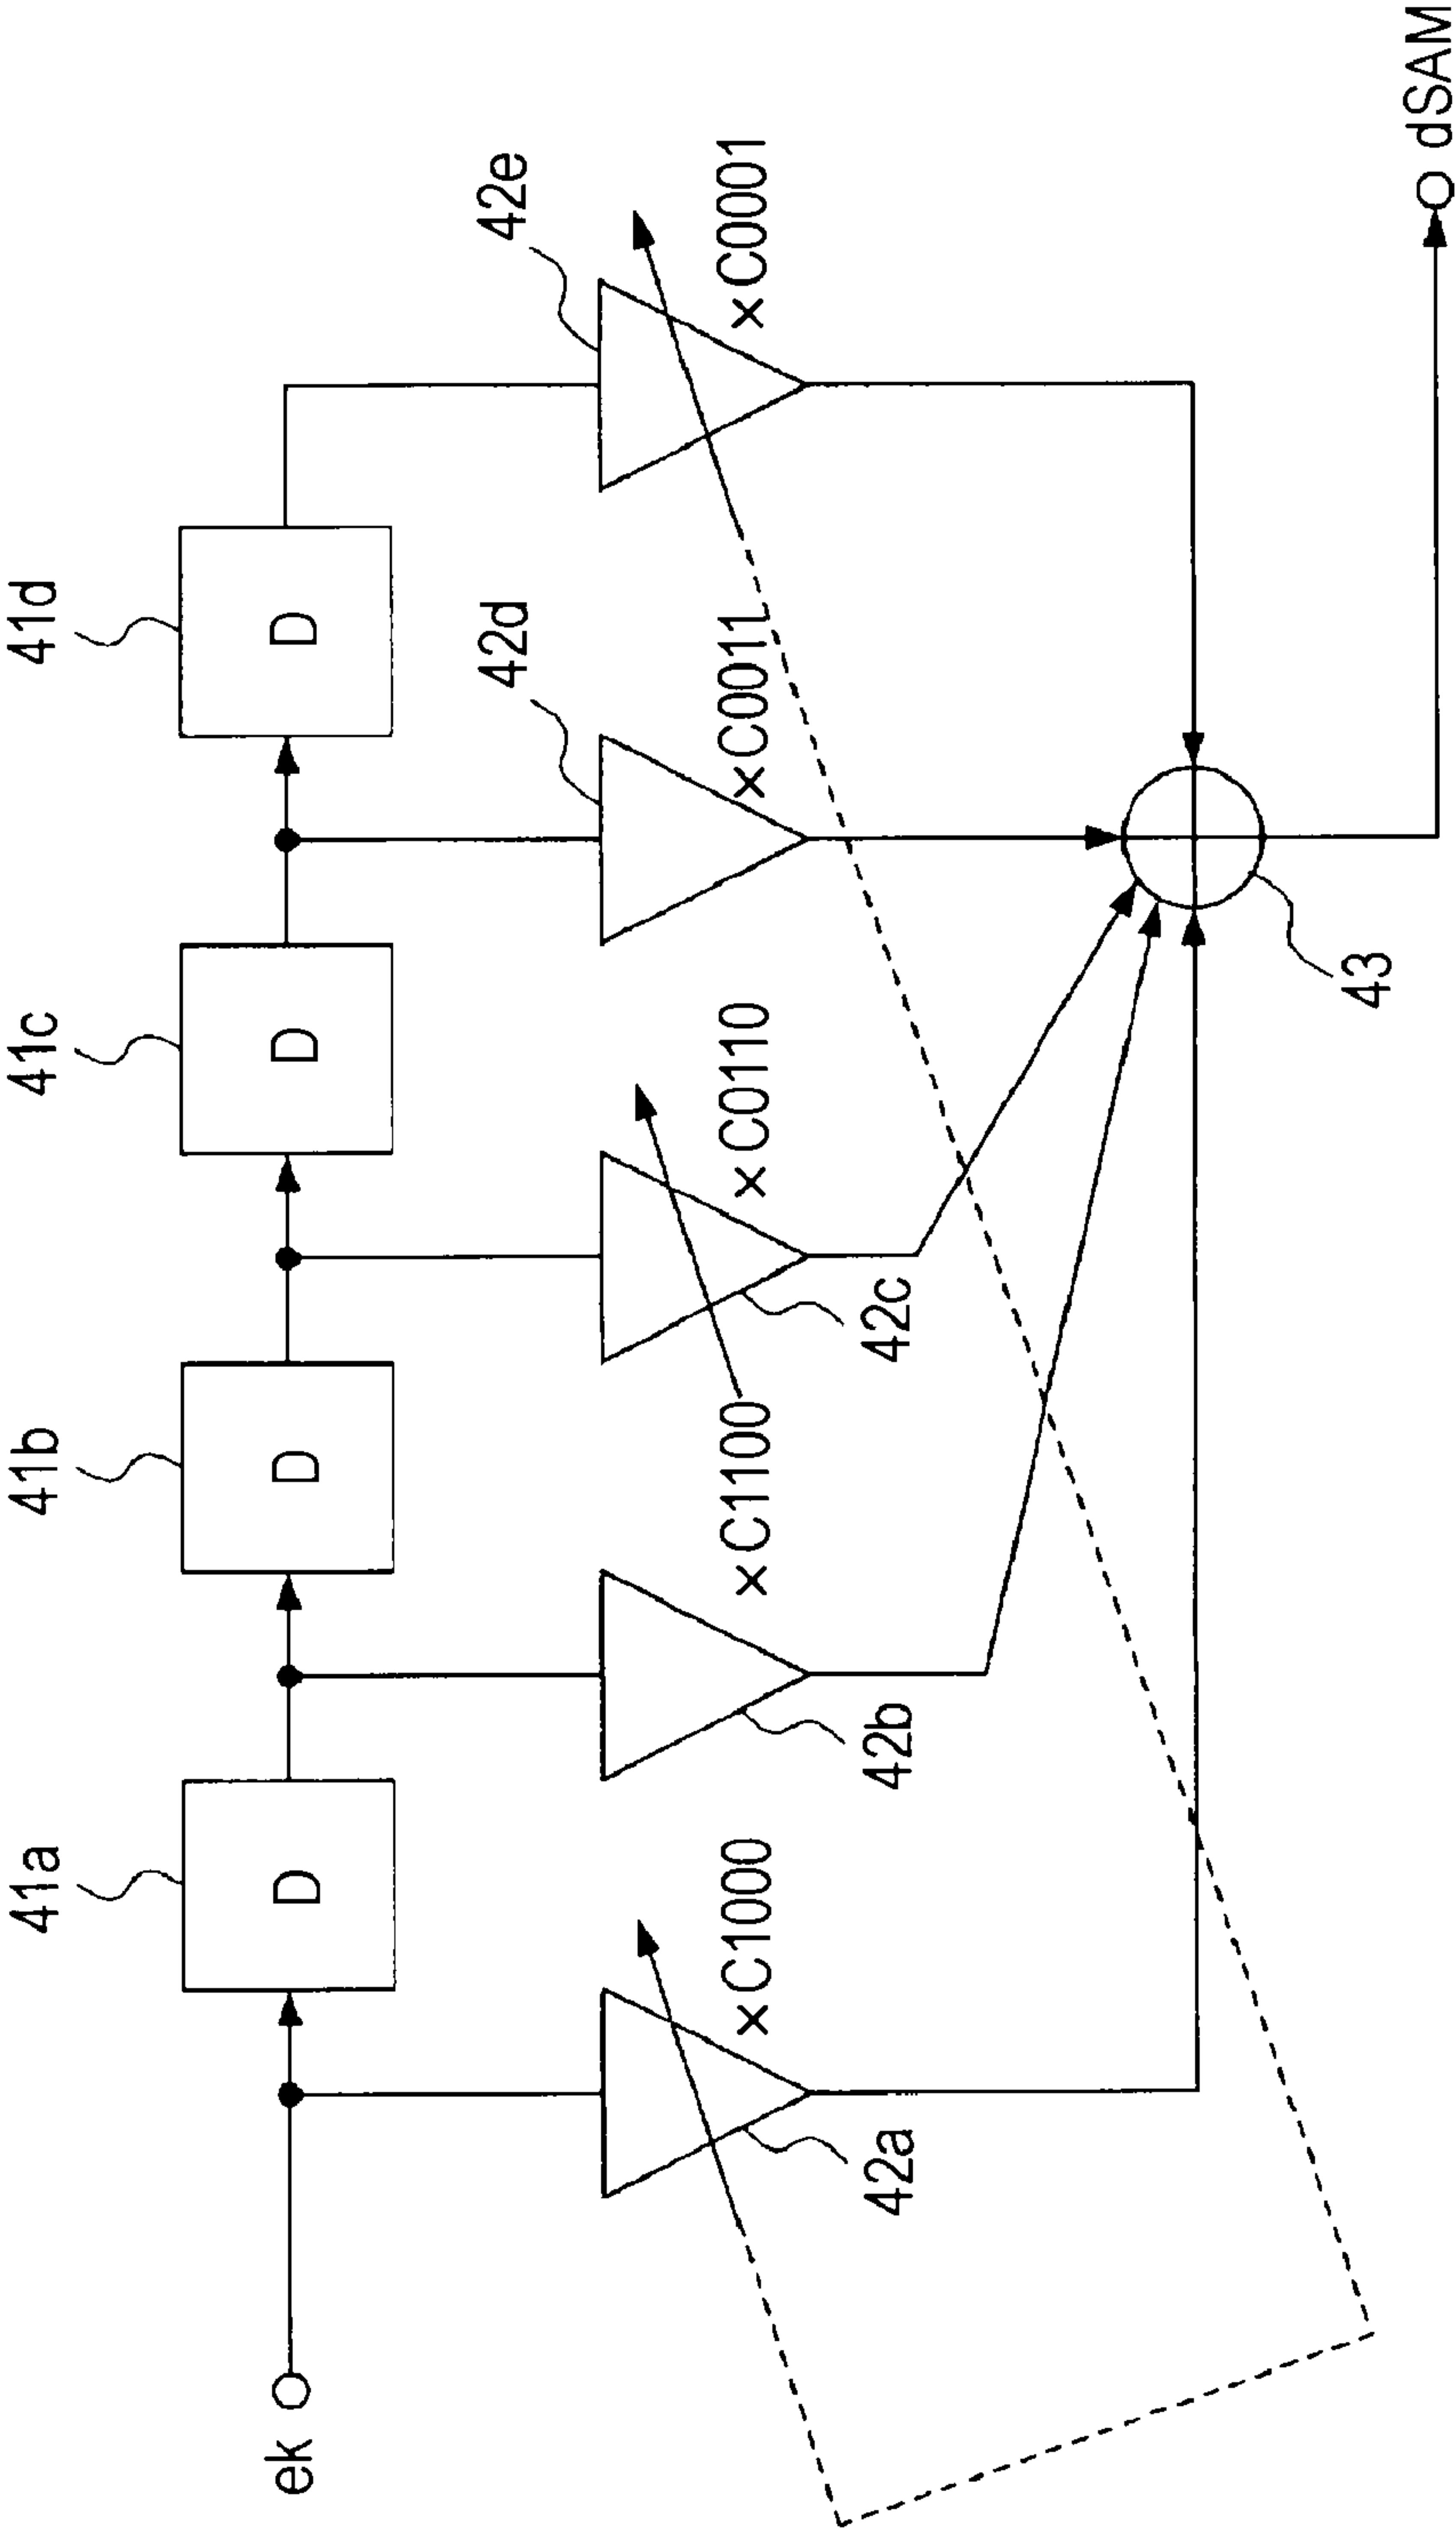 41a
41b
41c
41d
D
D
D
D
ek
42d
42e
×C1000
×C1100
×C0110
×C0011
×C0001
42a
42b
42c
43
dSAM